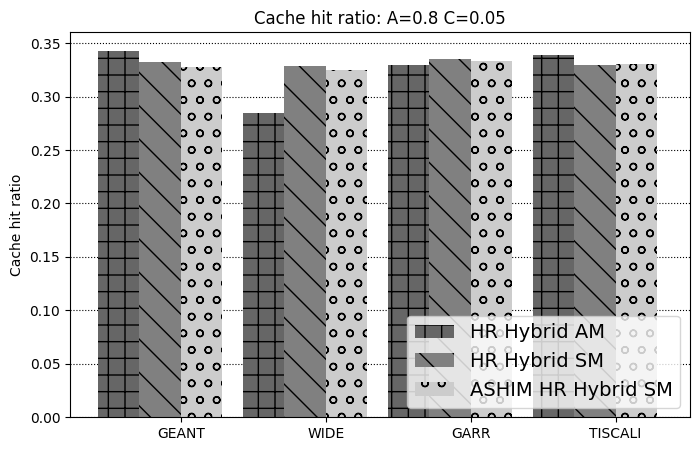 Cache hit ratio: A=0.8 C=0.05
Cache hit ratio
0.35
0.30
0.25
0.20
0.15
0.10
0.05
0.00
HR Hybrid AM
HR Hybrid SM
ASHIM HR Hybrid SM
GEANT WIDE GARR TISCALI